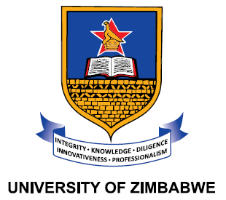 INTEGRITY • KNOWLEDGE • DILIGENCE
INNOVATIVENESS • PROFESSIONALISM
UNIVERSITY OF ZIMBABWE